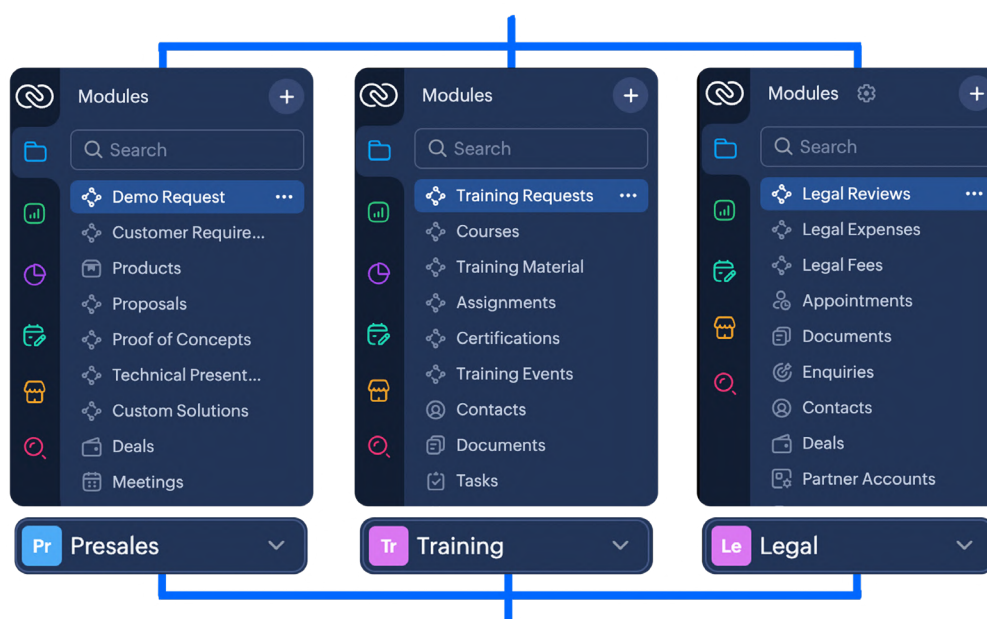 Modules
Search
Demo Request
Customer Require...
Products
Proposals
Proof of Concepts
Technical Present...
Custom Solutions
Deals
Meetings
Pr Presales
Modules
Search
Training Requests
Courses
Training Material
Assignments
Certifications
Training Events
Contacts
Documents
Tasks
Tr Training
Modules
Search
Legal Reviews
Legal Expenses
Legal Fees
Appointments
Documents
Enquiries
Contacts
Deals
Partner Accounts
Le Legal